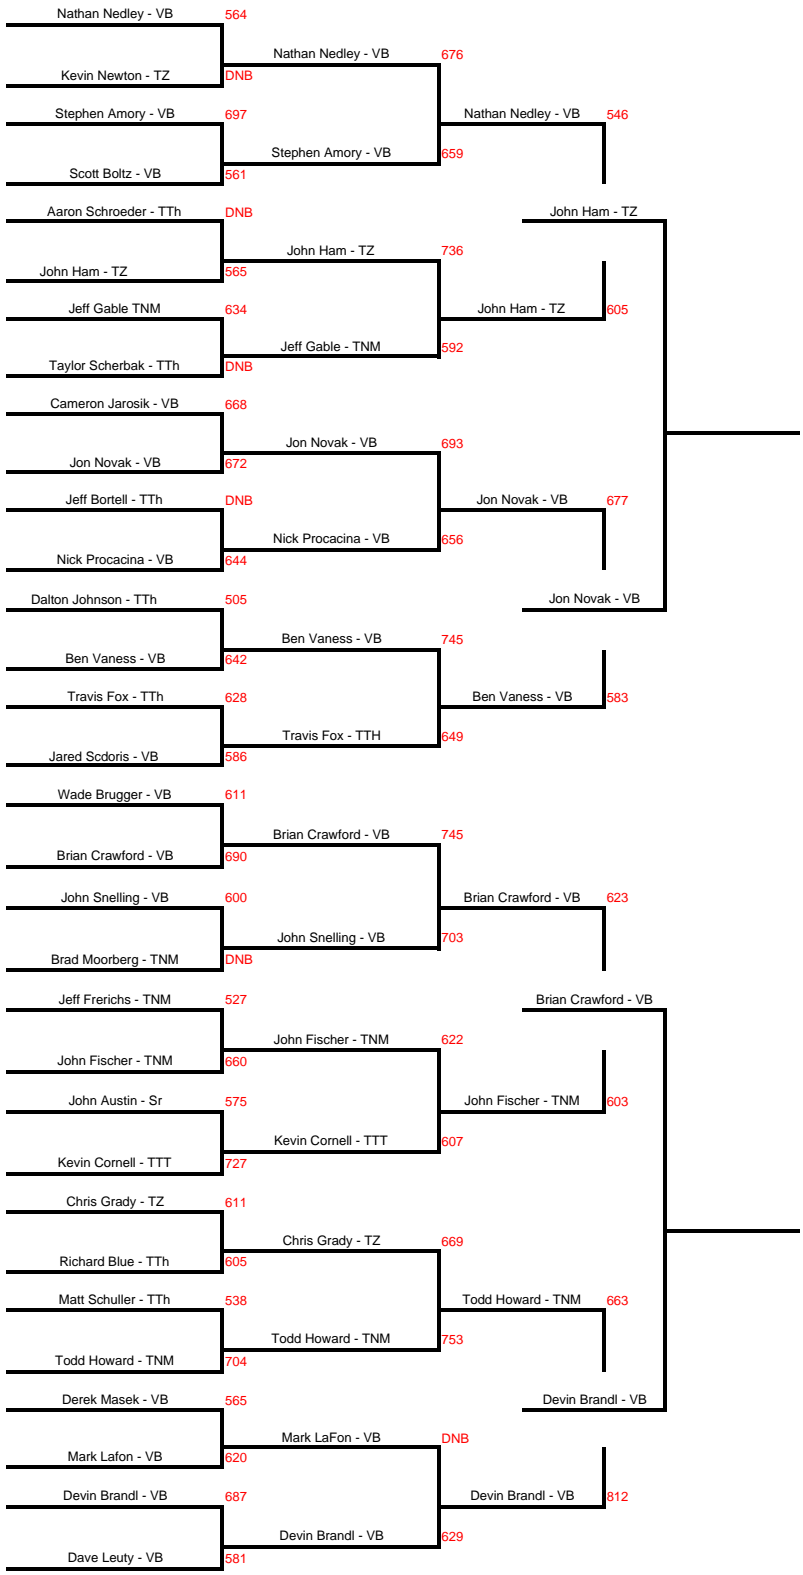 Nathan Nedley - VB 564
Nathan Nedley - VB 676
Kevin Newton - TZ DNB
Stephen Amory - VB 697
Nathan Nedley - VB 546
Stephen Amory - VB 659
Scott Boltz - VB 561
Aaron Schroeder - TTh DNB
John Ham - TZ
John Ham - TZ 736
John Ham - TZ 565
Jeff Gable TNM 634
John Ham - TZ 605
Jeff Gable - TNM 592
Taylor Scherbak - TTh DNB
Cameron Jarosik - VB 668
Jon Novak - VB 693
Jon Novak - VB 672
Jeff Bortell - TTh DNB
Jon Novak - VB 677
Nick Procacina - VB 656
Nick Procacina - VB 644
Dalton Johnson - TTh 505
Jon Novak - VB
Ben Vaness - VB 745
Ben Vaness - VB 642
Travis Fox - TTh 628
Ben Vaness - VB 583
Travis Fox - TTH 649
Jared Scdoris - VB 586
Wade Brugger - VB 611
Brian Crawford - VB 745
Brian Crawford - VB 690
John Snelling - VB 600
Brian Crawford - VB 623
John Snelling - VB 703
Brad Moorberg - TNM DNB
Jeff Frerichs - TNM 527
Brian Crawford - VB
John Fischer - TNM 622
John Fischer - TNM 660
John Austin - Sr 575
John Fischer - TNM 603
Kevin Cornell - TTT 607
Kevin Cornell - TTT 727
Chris Grady - TZ 611
Chris Grady - TZ 669
Richard Blue - TTh 605
Matt Schuller - TTh 538
Todd Howard - TNM 663
Todd Howard - TNM 753
Todd Howard - TNM 704
Derek Masek - VB 565
Devin Brandl - VB
Mark LaFon - VB DNB
Mark Lafon - VB 620
Devin Brandl - VB 687
Devin Brandl - VB 812
Devin Brandl - VB 629
Dave Leuty - VB 581